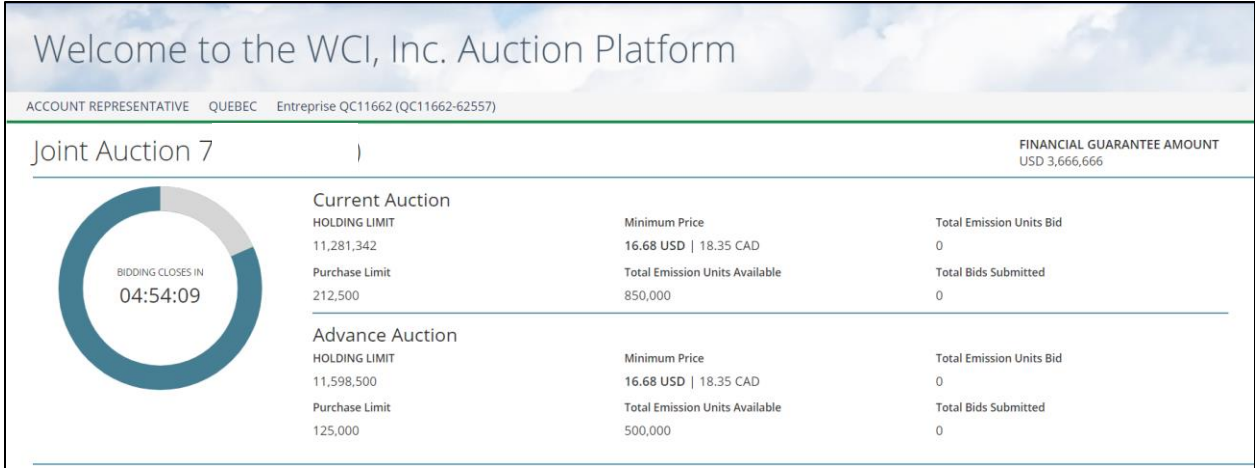 Welcome to the WCI, Inc. Auction Platform
ACCOUNT REPRESENTATIVE QUEBEC Entreprise QC11662 (QC11662-62557)
Joint Auction 7 )
FINANCIAL GUARANTEE AMOUNT
USD 3,666,666
BIDDING CLOSES IN
04:54:09
Current Auction
HOLDING LIMIT Minimum Price Total Emission Units Bid
11,281,342 16.68 USD | 18.35 CAD 0
Purchase Limit Total Emission Units Available Total Bids Submitted
212,500 850,000 0
Advance Auction
HOLDING LIMIT Minimum Price Total Emission Units Bid
11,598,500 16.68 USD | 18.35 CAD 0
Purchase Limit Total Emission Units Available Total Bids Submitted
125,000 500,000 0